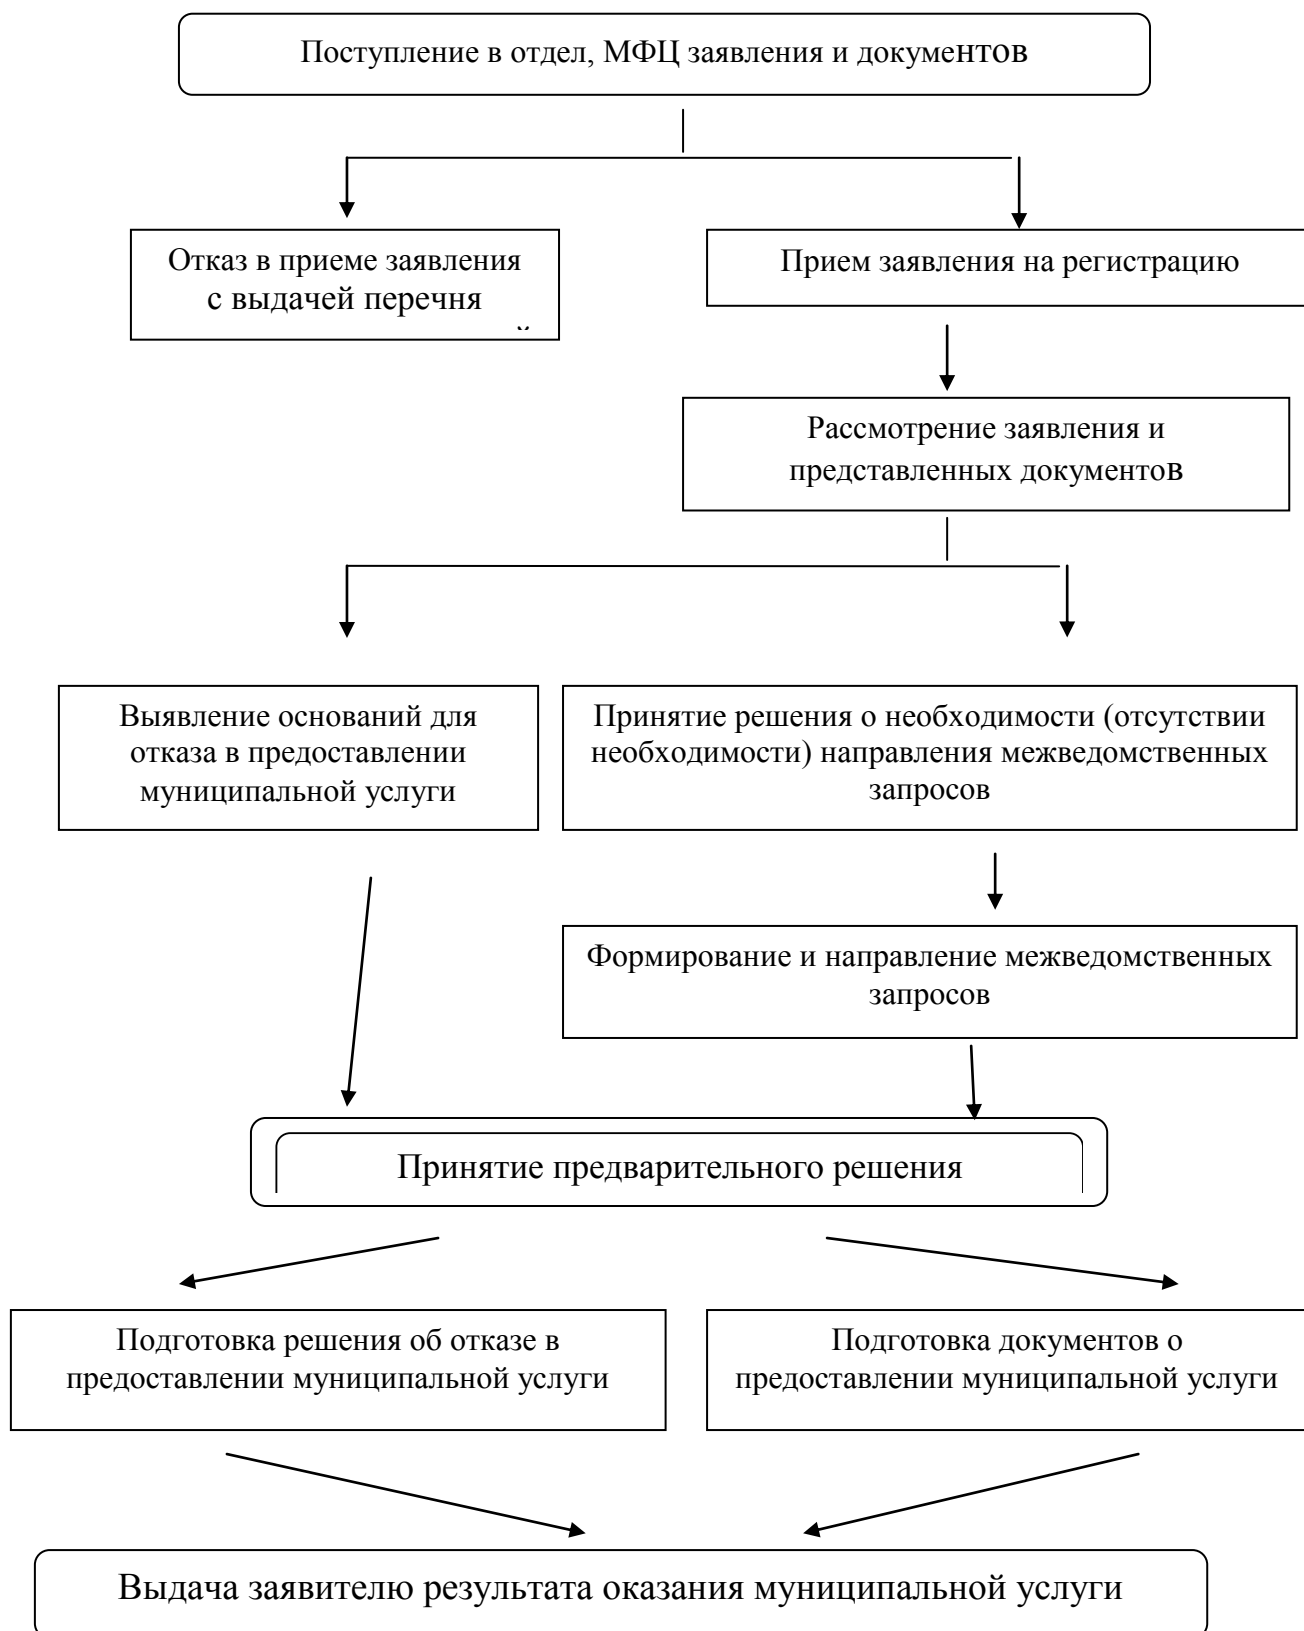 Поступление в отдел, МФЦ заявления и документов
Отказ в приеме заявления
с выдачей перечня
Прием заявления на регистрацию
Рассмотрение заявления и
представленных документов
Выявление оснований для
отказа в предоставлении
муниципальной услуги
Принятие решения о необходимости (отсутствии
необходимости) направления межведомственных
запросов
Формирование и направление межведомственных
запросов
Принятие предварительного решения
Подготовка решения об отказе в
предоставлении муниципальной услуги
Подготовка документов о
предоставлении муниципальной услуги
Выдача заявителю результата оказания муниципальной услуги